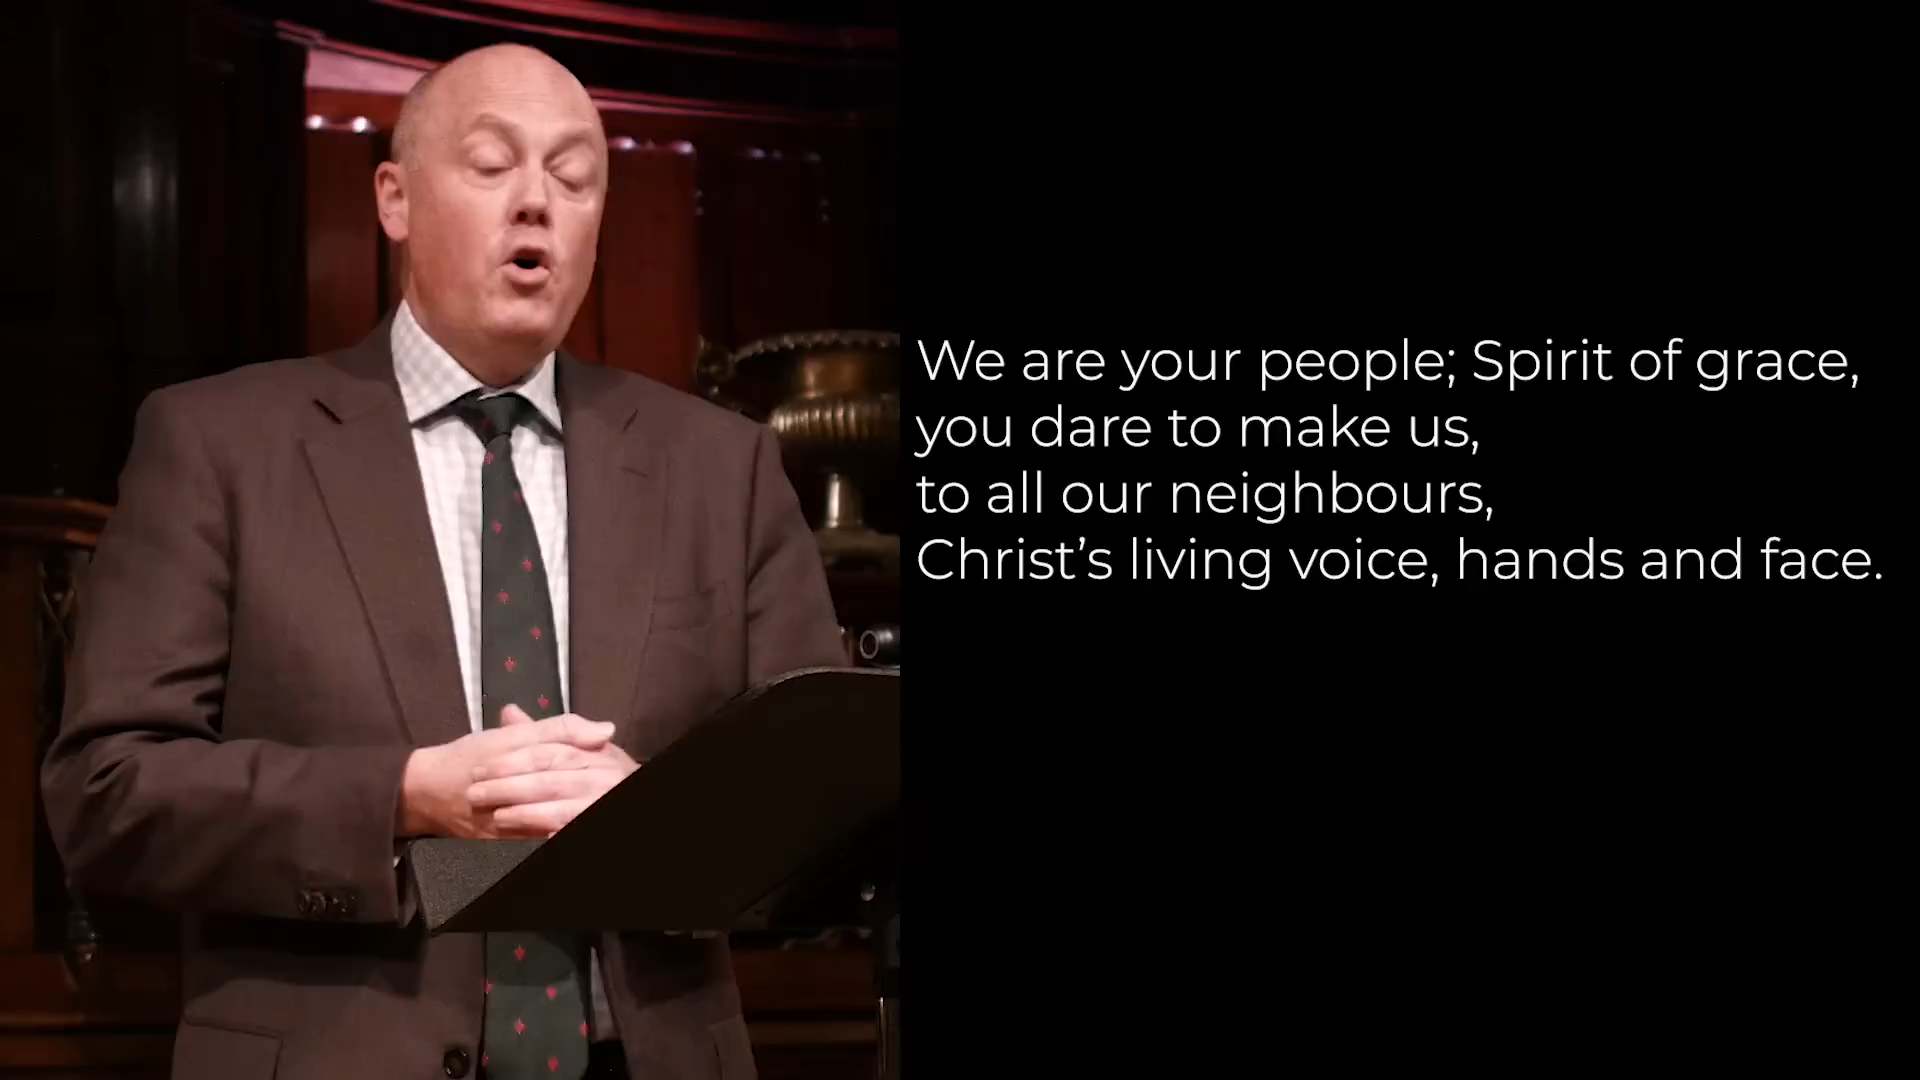 We are your people; Spirit of grace,
you dare to make us,
to all our neighbours,
Christ’s living voice, hands and face.